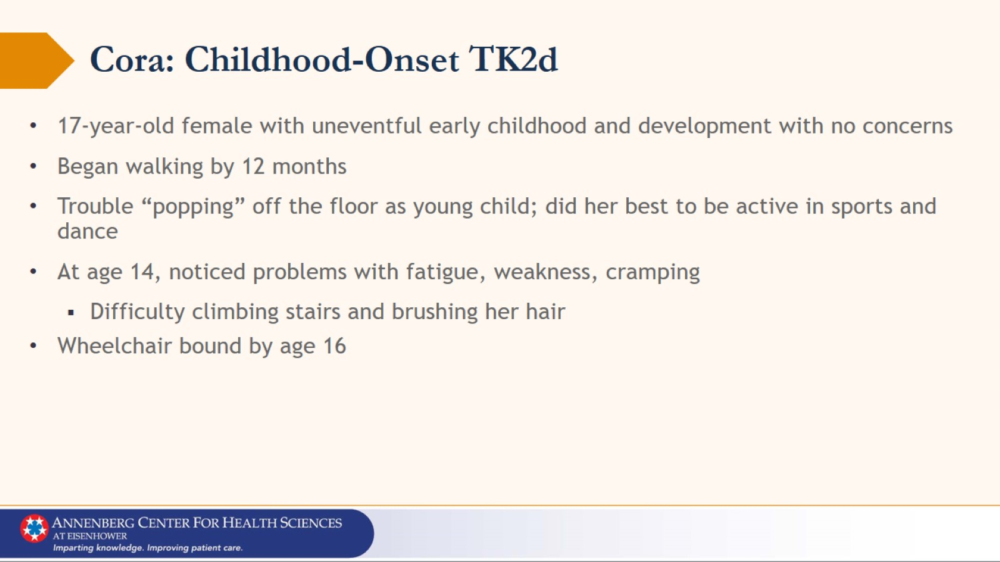 Cora: Childhood-Onset TK2d
• 17-year-old female with uneventful early childhood and development with no concerns
• Began walking by 12 months
• Trouble “popping” off the floor as young child; did her best to be active in sports and
dance
• At age 14, noticed problems with fatigue, weakness, cramping
▪ Difficulty climbing stairs and brushing her hair
• Wheelchair bound by age 16
ANNENBERG CENTER FOR HEALTH SCIENCES
AT EISENHOWER
Imparting knowledge. Improving patient care.